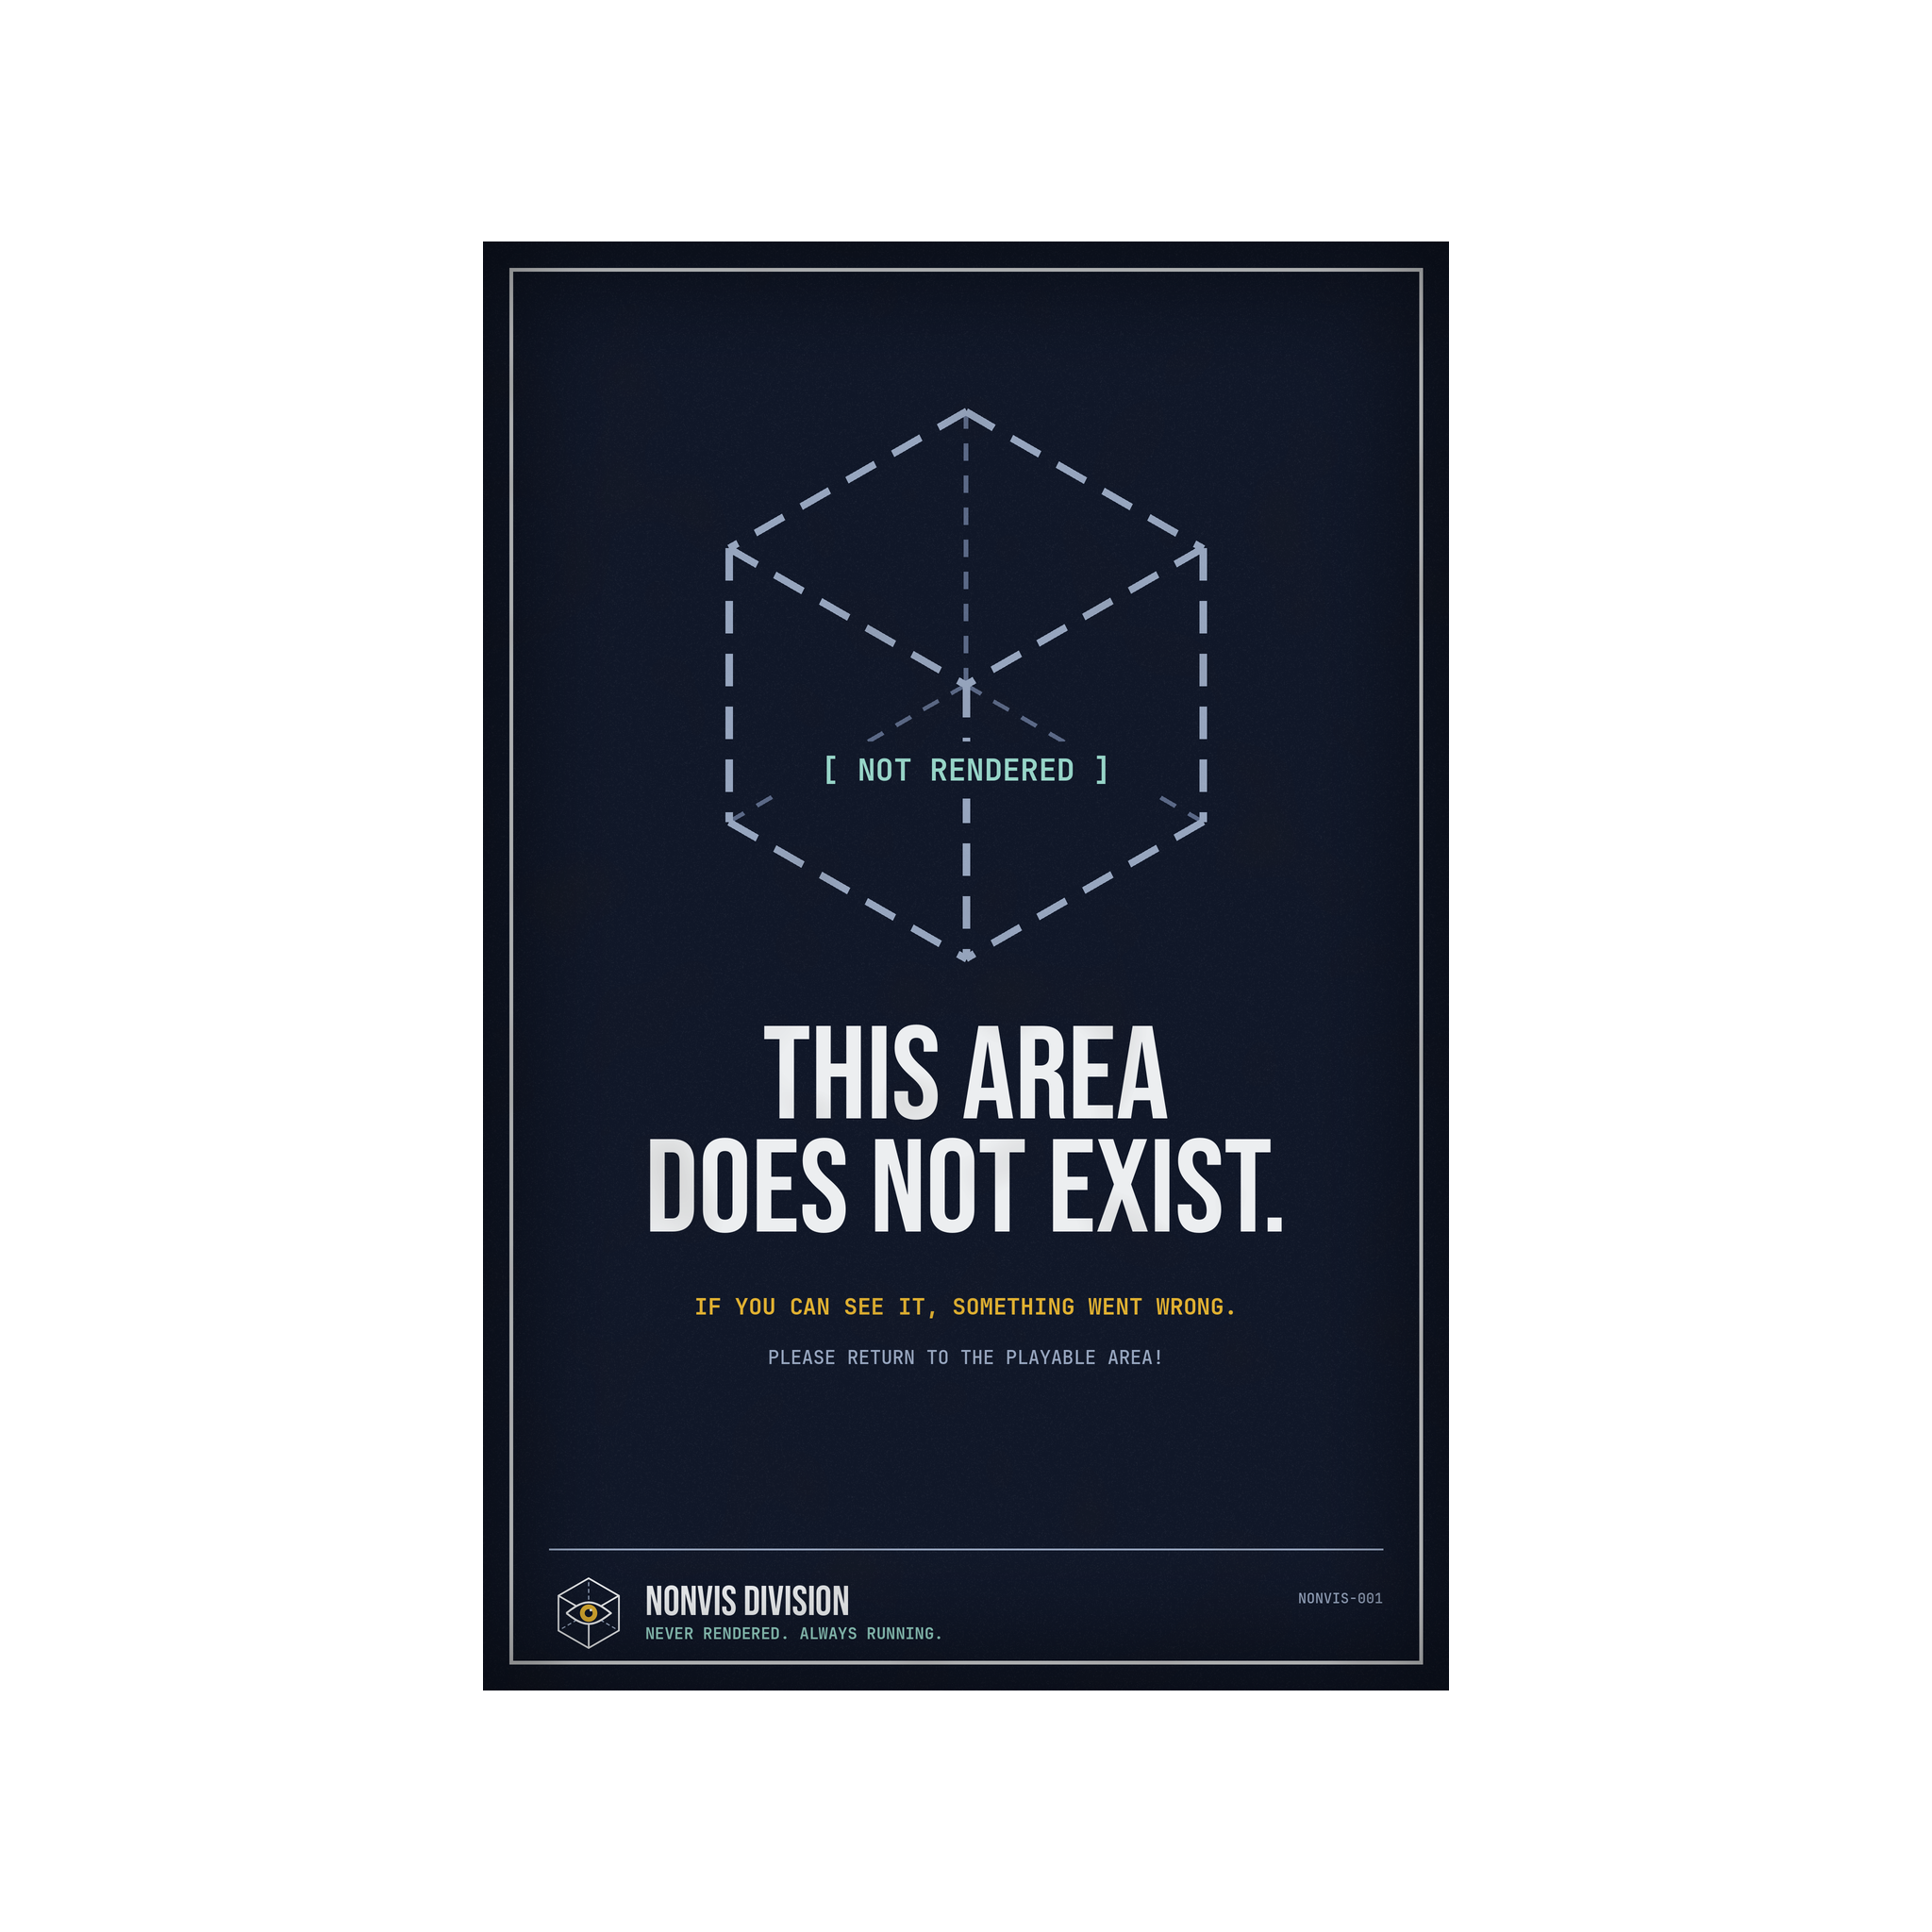 [ NOT RENDERED ]
THIS AREA
DOES NOT EXIST.
IF YOU CAN SEE IT, SOMETHING WENT WRONG.
PLEASE RETURN TO THE PLAYABLE AREA!
NONVIS DIVISION
NEVER RENDERED. ALWAYS RUNNING.
NONVIS-001